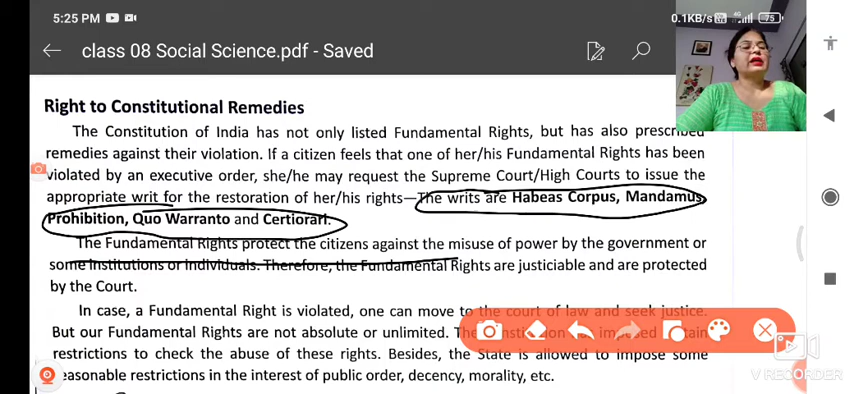 5:25 PM
0.1KB/s 4G 75
class 08 Social Science.pdf - Saved
Right to Constitutional Remedies
The Constitution of India has not only listed Fundamental Rights, but has also prescribed
remedies against their violation. If a citizen feels that one of her/his Fundamental Rights has been
violated by an executive order, she/he may request the Supreme Court/High Courts to issue the
appropriate writ for the restoration of her/his rights—The writs are Habeas Corpus, Mandamus,
Prohibition, Quo Warranto and Certiorari.
The Fundamental Rights protect the citizens against the misuse of power by the government or
some institutions or individuals. Therefore, the Fundamental Rights are justiciable and are protected
by the Court.
In case, a Fundamental Right is violated, one can move to the court of law and seek justice.
But our Fundamental Rights are not absolute or unlimited. The
restrictions to check the abuse of these rights. Besides, the State is allowed to impose some
reasonable restrictions in the interest of public order, decency, morality, etc.
V RECORDER